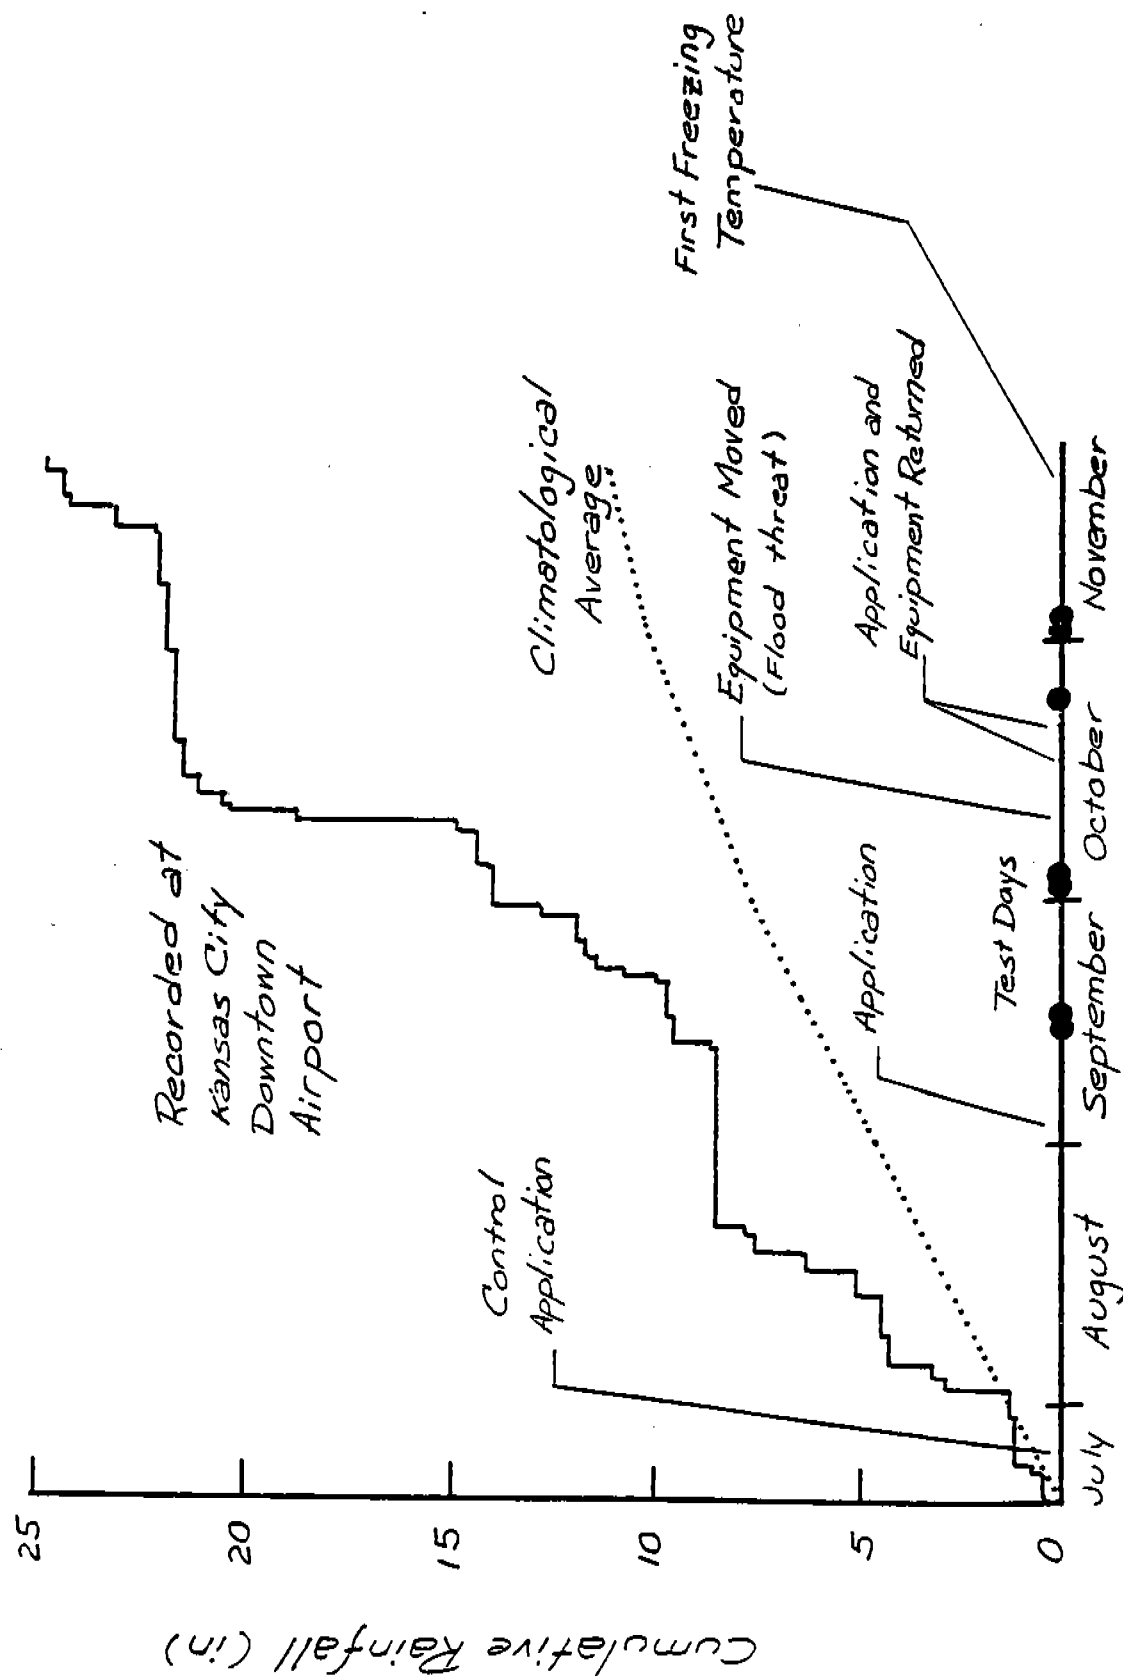 Cumulative Rainfall (in)
25
20
15
10
5
0
Recorded at
Kansas City
Downtown
Airport
Climatological
Average
Control
Application
Application
Test Days
Equipment Moved
(Flood threat)
Application and
Equipment Returned
First Freezing
Temperature
July August September October November